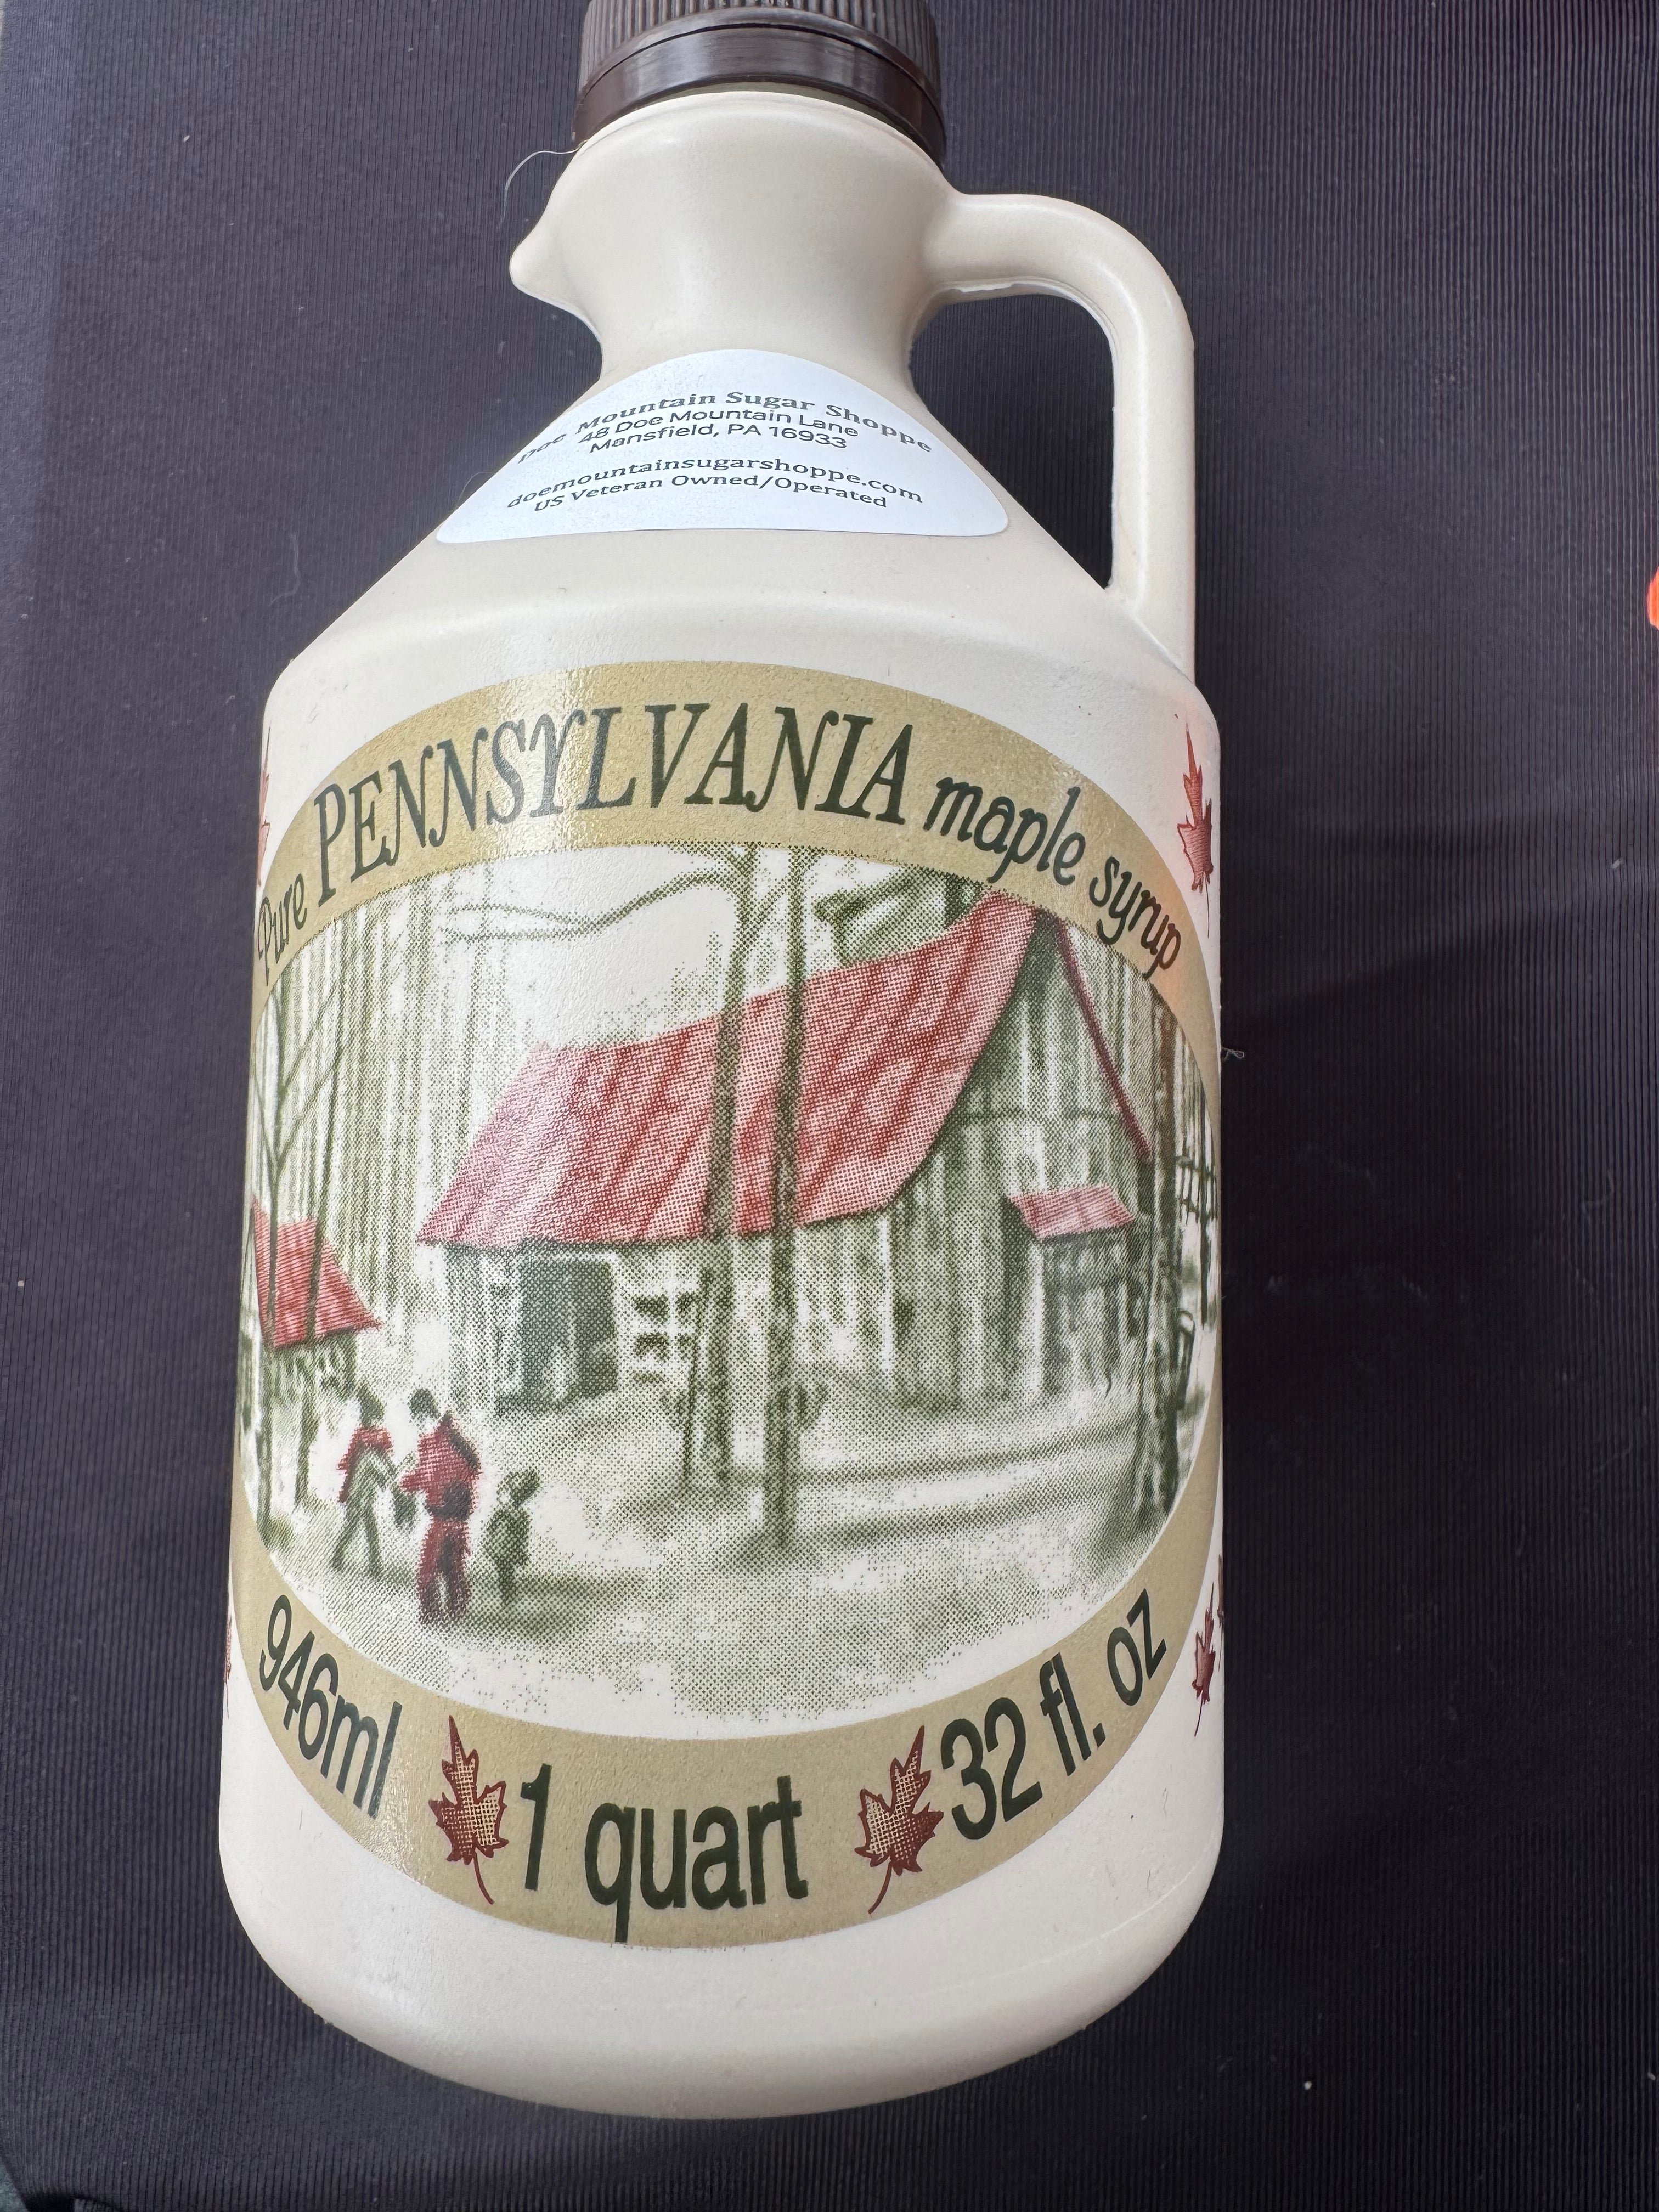 Doe Mountain Sugar Shoppe
48 Doe Mountain Lane
Mansfield, PA 16933
doemountainsugarshoppe.com
US Veteran Owned/Operated
Pure PENNSYLVANIA maple syrup
946ml 1 quart 32 fl. oz